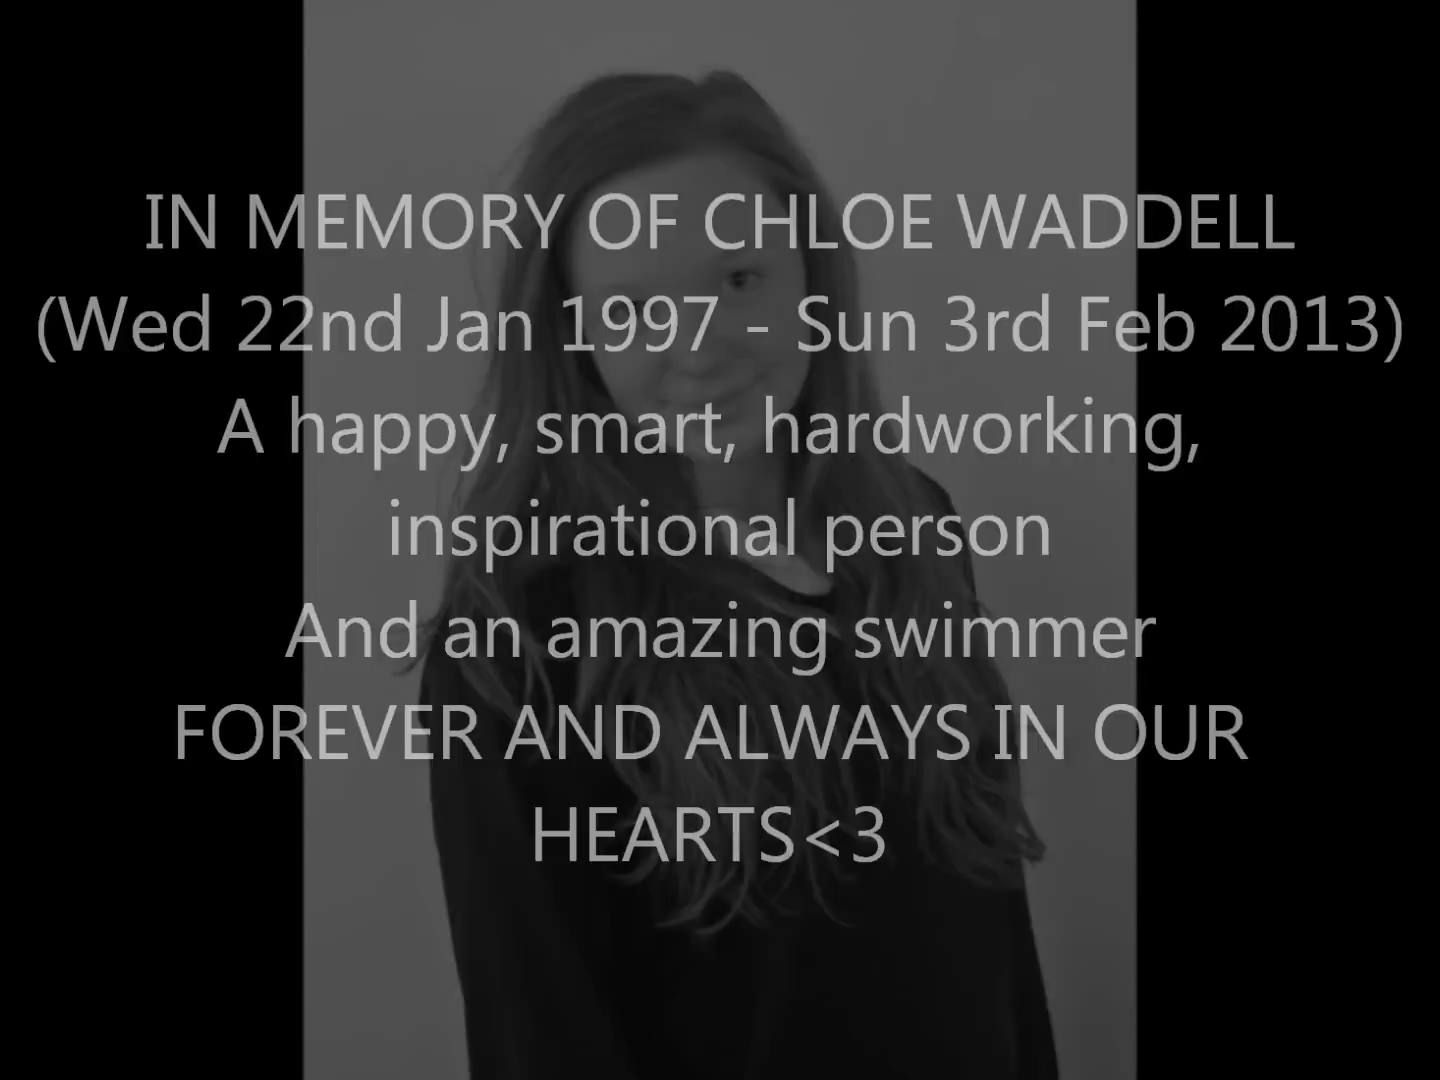 IN MEMORY OF CHLOE WADDELL
(Wed 22nd Jan 1997 - Sun 3rd Feb 2013)
A happy, smart, hardworking,
inspirational person
And an amazing swimmer
FOREVER AND ALWAYS IN OUR
HEARTS<3